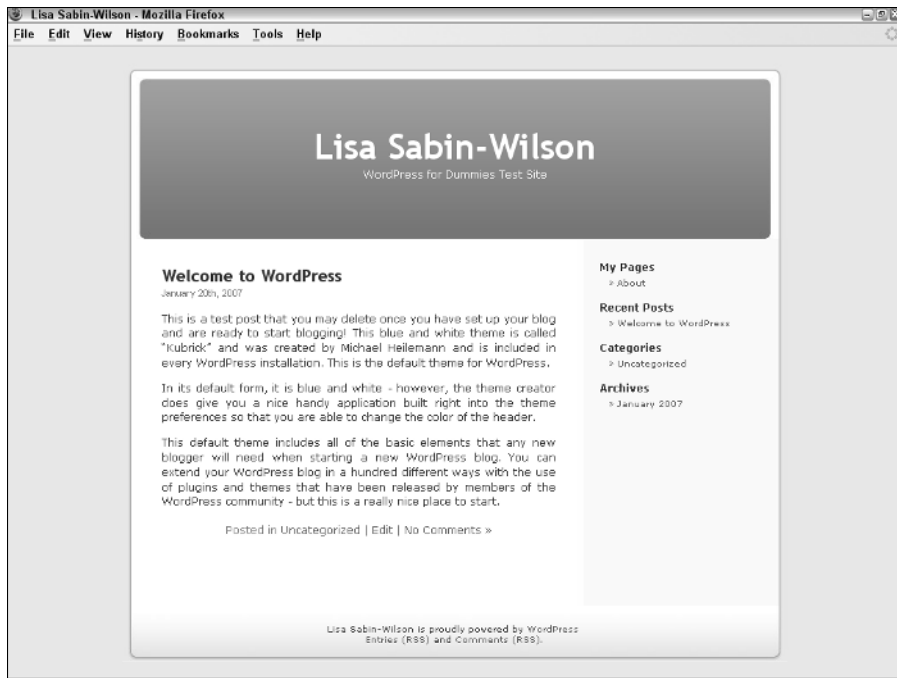 Lisa Sabin-Wilson - Mozilla Firefox
File Edit View History Bookmarks Tools Help
Lisa Sabin-Wilson
WordPress for Dummies Test Site
Welcome to WordPress
January 20th, 2007
This is a test post that you may delete once you have set up your blog
and are ready to start blogging! This blue and white theme is called
"Kubrick" and was created by Michael Heilemann and is included in
every WordPress installation. This is the default theme for WordPress.
In its default form, it is blue and white - however, the theme creator
does give you a nice handy application built right into the theme
preferences so that you are able to change the color of the header.
This default theme includes all of the basic elements that any new
blogger will need when starting a new WordPress blog. You can
extend your WordPress blog in a hundred different ways with the use
of plugins and themes that have been released by members of the
WordPress community - but this is a really nice place to start.
Posted in Uncategorized | Edit | No Comments »
My Pages
» About
Recent Posts
» Welcome to WordPress
Categories
» Uncategorized
Archives
» January 2007
Lisa Sabin-Wilson is proudly powered by WordPress
Entries (RSS) and Comments (RSS).